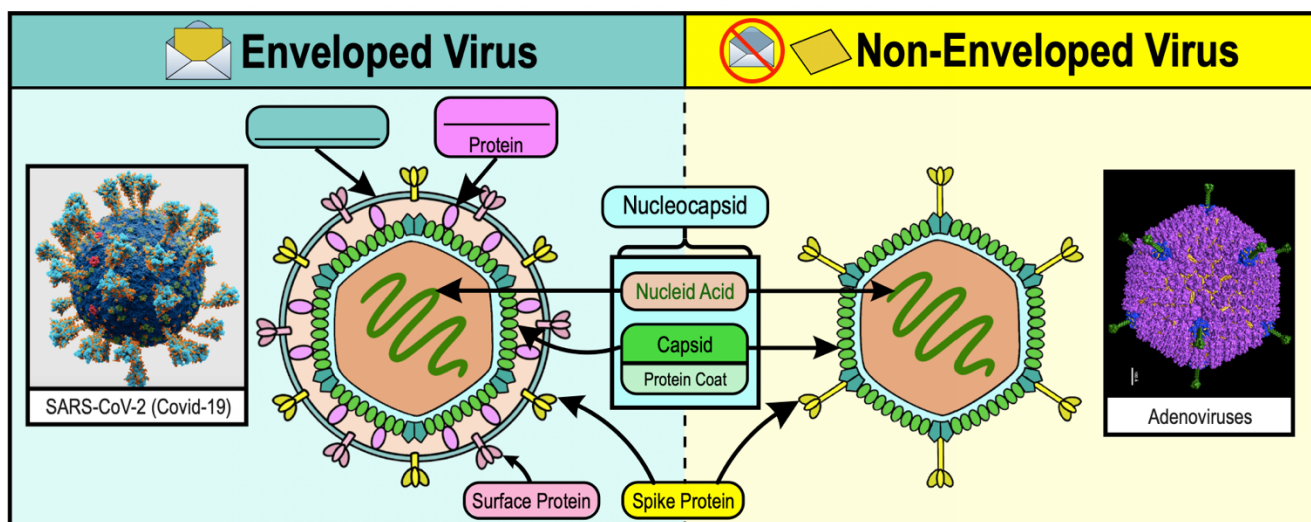 Enveloped Virus
Non-Enveloped Virus
Protein
Nucleocapsid
Nucleid Acid
Capsid
Protein Coat
SARS-CoV-2 (Covid-19)
Adenoviruses
Surface Protein
Spike Protein